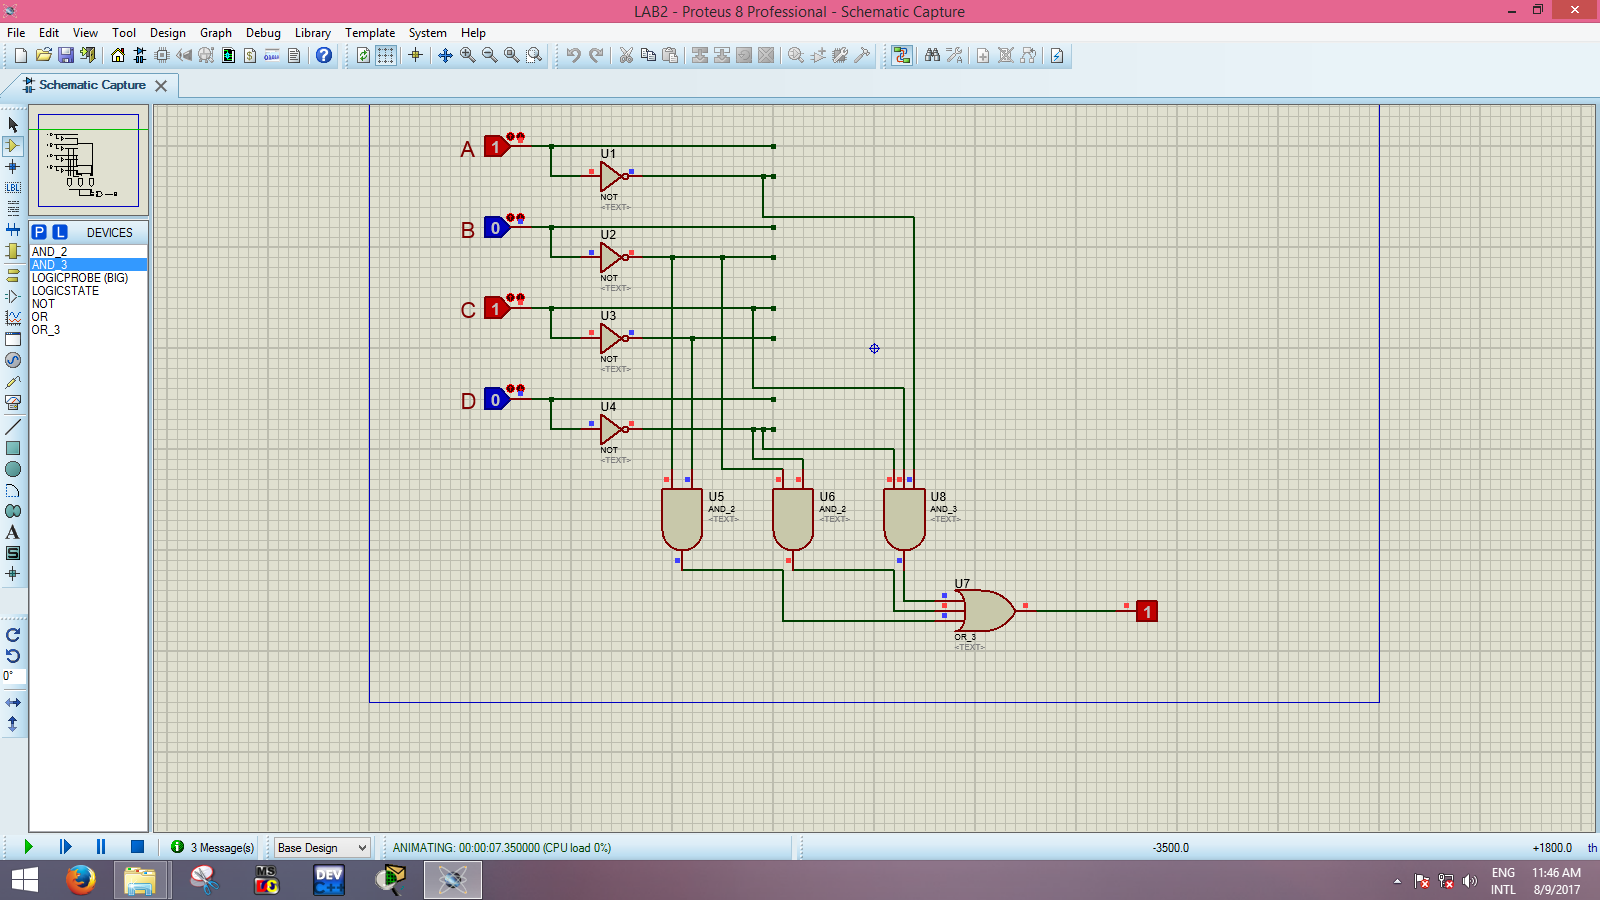 LAB2 - Proteus 8 Professional - Schematic Capture
File Edit View Tool Design Graph Debug Library Template System Help
Schematic Capture
P L DEVICES
AND_2
AND_3
LOGICPROBE (BIG)
LOGICSTATE
NOT
OR
OR_3
LBL
A
S
0°
A 1
U1
NOT
<TEXT>
B 0
U2
NOT
<TEXT>
C 1
U3
NOT
<TEXT>
D 0
U4
NOT
<TEXT>
U5
AND_2
<TEXT>
U6
AND_2
<TEXT>
U8
AND_3
<TEXT>
U7
OR_3
<TEXT>
1
3 Message(s)
Base Design
ANIMATING: 00:00:07.350000 (CPU load 0%)
-3500.0
+1800.0 th
MS
DEV
C++
ENG
INTL
11:46 AM
8/9/2017